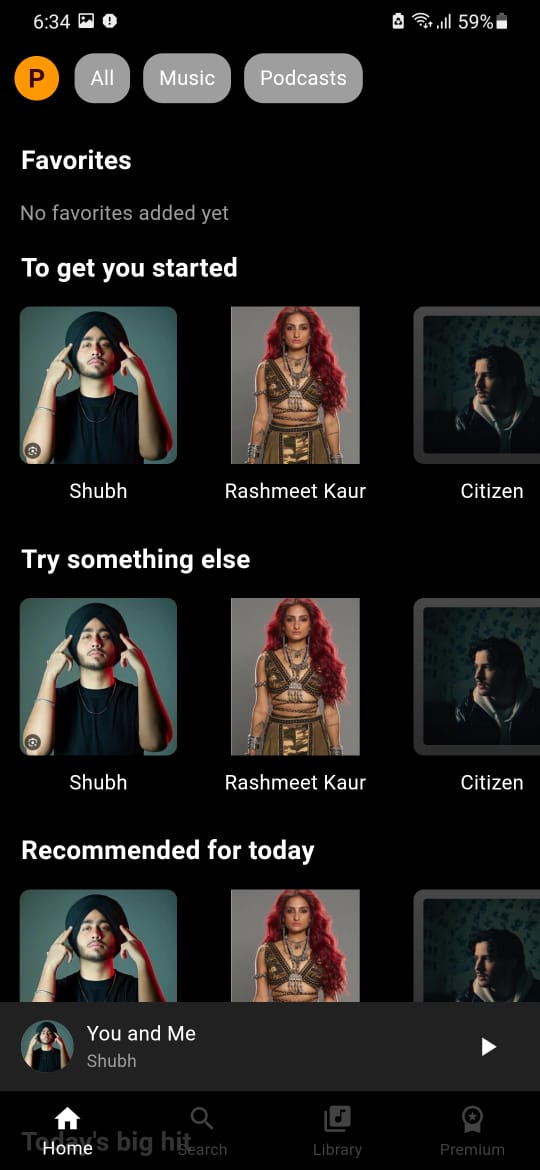 6:34 59%
P All Music Podcasts
Favorites
No favorites added yet
To get you started
Shubh Rashmeet Kaur Citizen
Try something else
Shubh Rashmeet Kaur Citizen
Recommended for today
You and Me
Shubh
Today's big hit
Home Search Library Premium